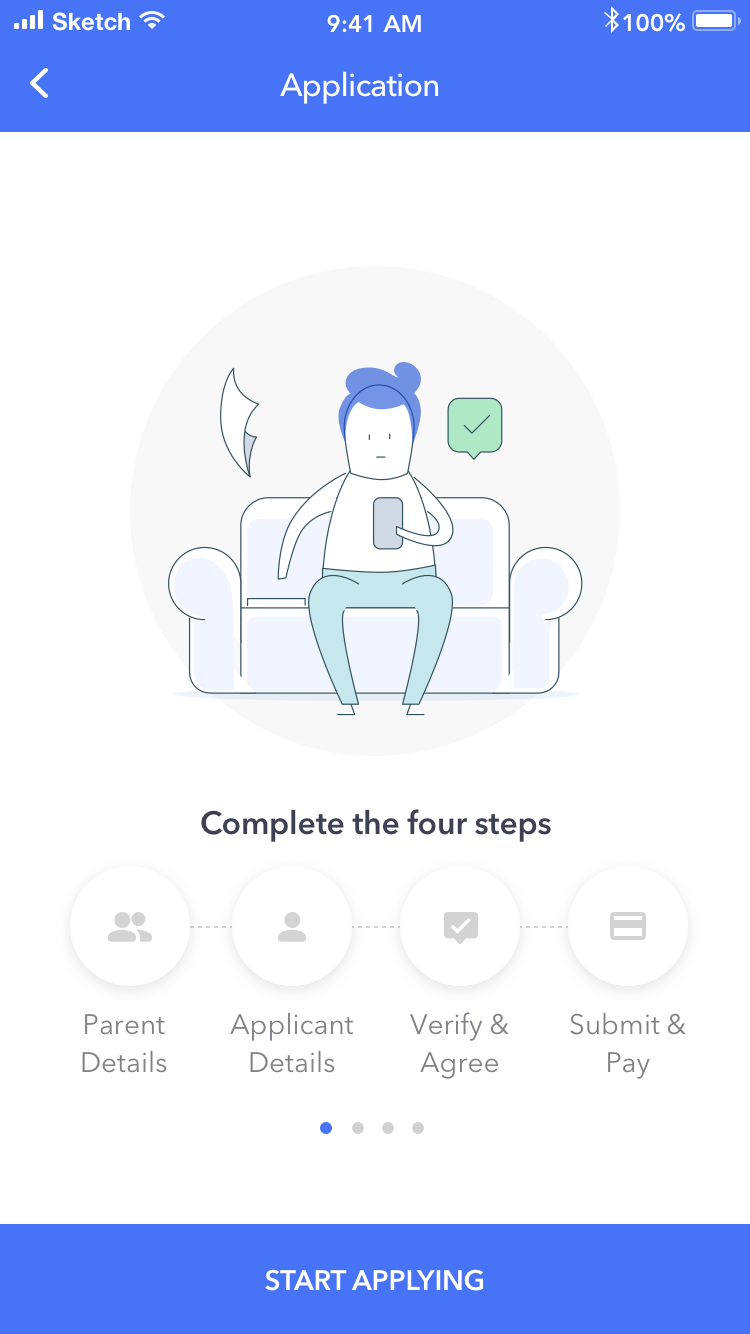 Sketch 9:41 AM 100%
Application
Complete the four steps
Parent Applicant Verify & Submit &
Details Details Agree Pay
START APPLYING